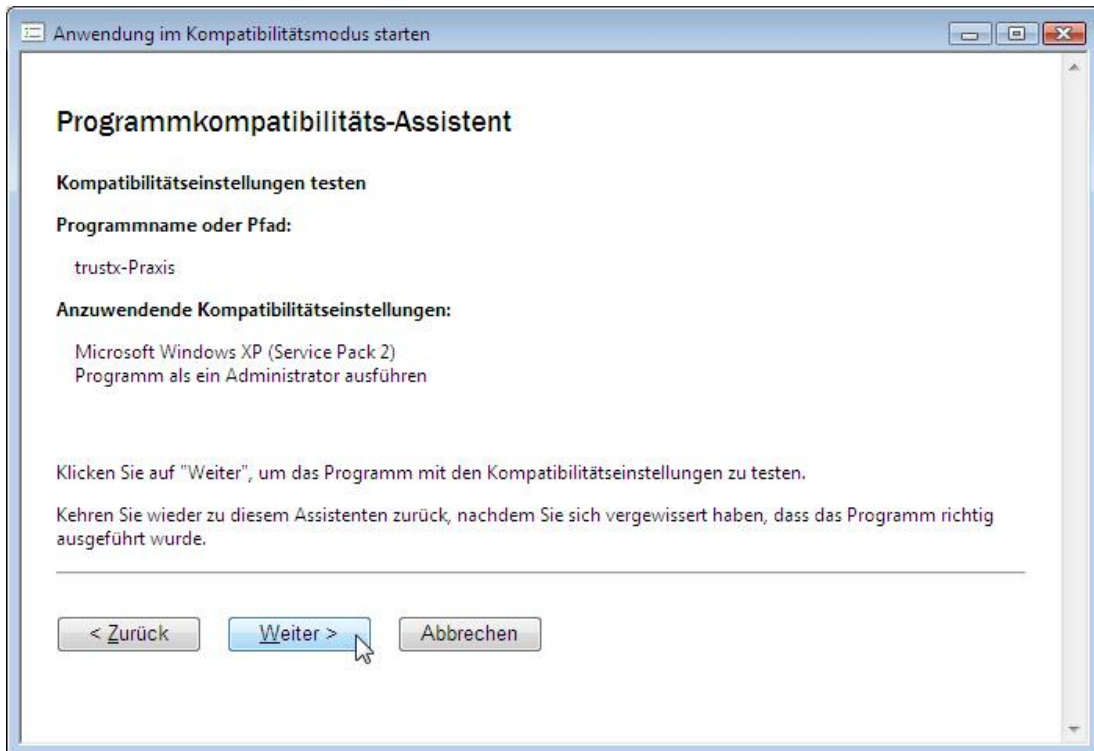 Anwendung im Kompatibilitätsmodus starten
Programmkompatibilitäts-Assistent
Kompatibilitätseinstellungen testen
Programmname oder Pfad:
trustx-Praxis
Anzuwendende Kompatibilitätseinstellungen:
Microsoft Windows XP (Service Pack 2)
Programm als ein Administrator ausführen
Klicken Sie auf "Weiter", um das Programm mit den Kompatibilitätseinstellungen zu testen.
Kehren Sie wieder zu diesem Assistenten zurück, nachdem Sie sich vergewissert haben, dass das Programm richtig
ausgeführt wurde.
< Zurück Weiter > Abbrechen